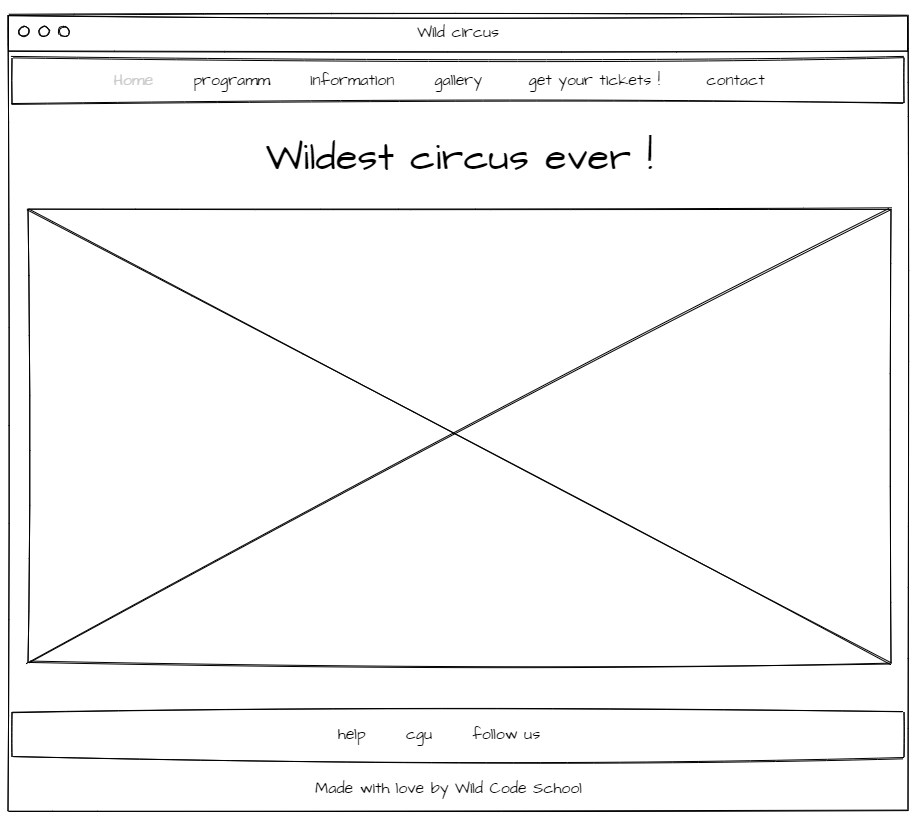 Wild circus
Home programm information gallery get your tickets ! contact
Wildest circus ever !
help cgu follow us
Made with love by Wild Code School